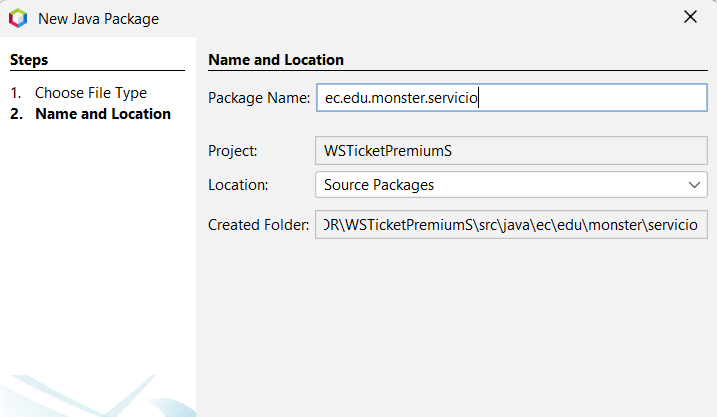 New Java Package
Steps
1. Choose File Type
2. Name and Location
Name and Location
Package Name: ec.edu.monster.servicio
Project: WSTicketPremiumS
Location: Source Packages
Created Folder: OR\WSTicketPremiumS\src\java\ec\edu\monster\servicio